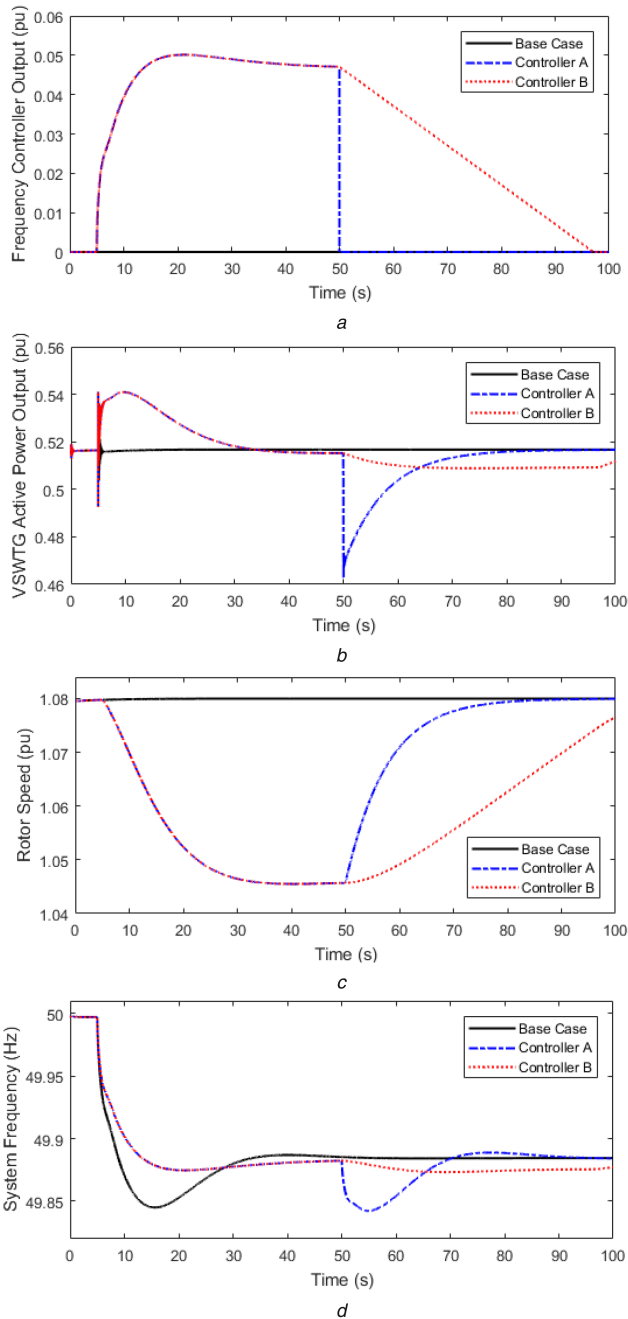 Frequency Controller Output (pu)
0.06
0.05
0.04
0.03
0.02
0.01
0
Base Case
Controller A
Controller B
0 10 20 30 40 50 60 70 80 90 100
Time (s)
a
VSWTG Active Power Output (pu)
0.56
0.54
0.52
0.5
0.48
0.46
Base Case
Controller A
Controller B
0 10 20 30 40 50 60 70 80 90 100
Time (s)
b
Rotor Speed (pu)
1.08
1.07
1.06
1.05
1.04
Base Case
Controller A
Controller B
0 10 20 30 40 50 60 70 80 90 100
Time (s)
c
System Frequency (Hz)
50
49.95
49.9
49.85
Base Case
Controller A
Controller B
0 10 20 30 40 50 60 70 80 90 100
Time (s)
d